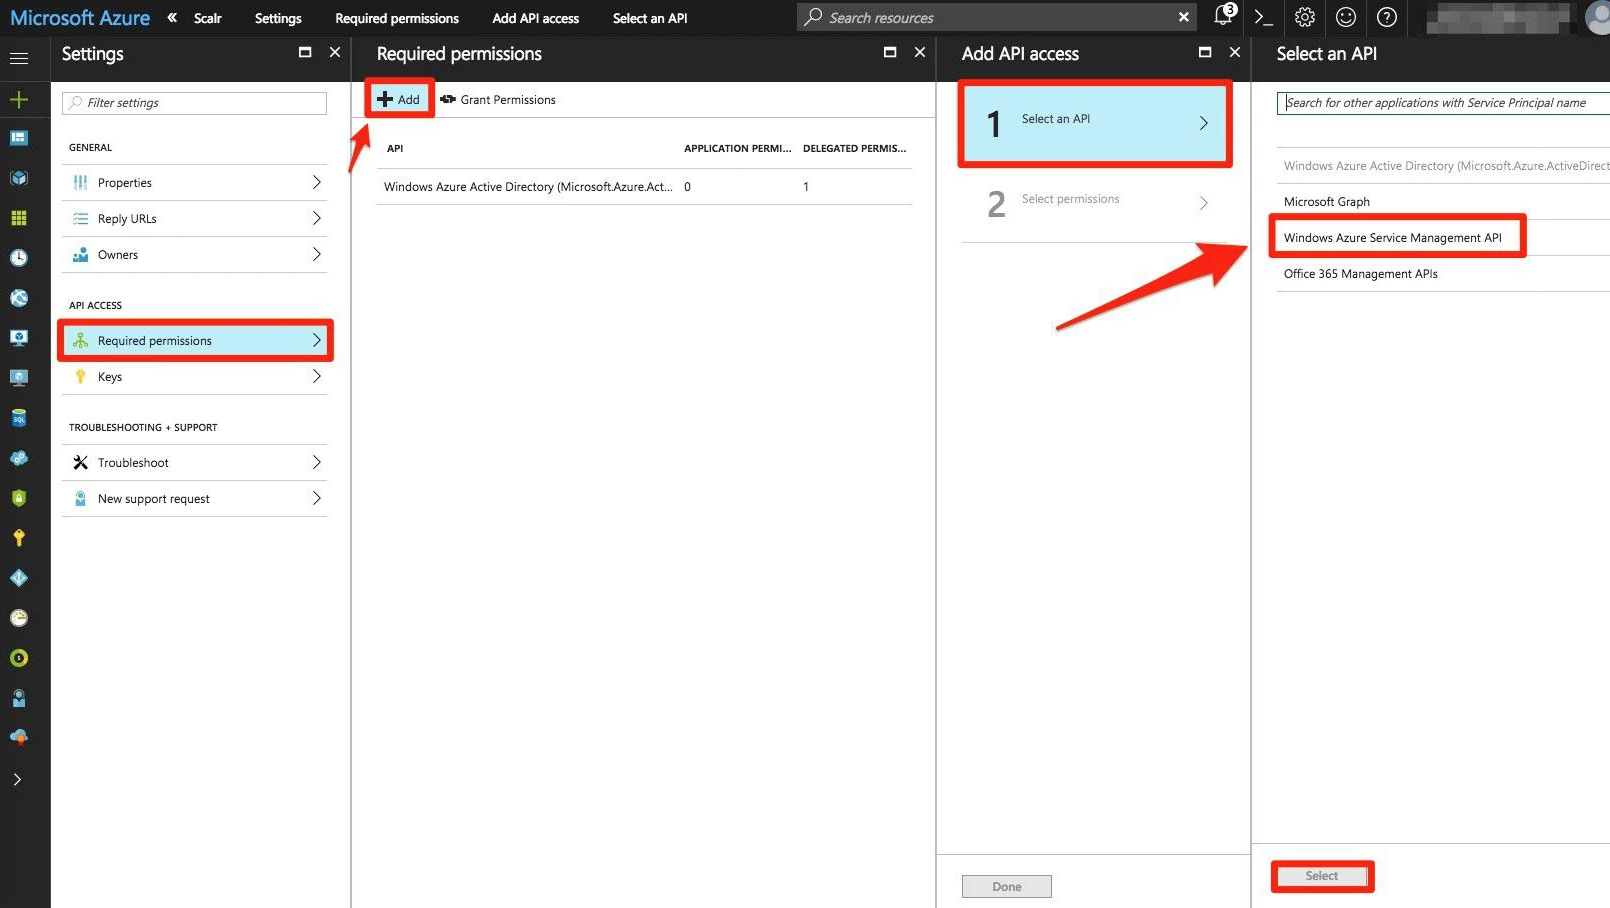 Microsoft Azure « Scalr Settings Required permissions Add API access Select an API Search resources 3
Settings
Filter settings
GENERAL
Properties
Reply URLs
Owners
API ACCESS
Required permissions
Keys
TROUBLESHOOTING + SUPPORT
Troubleshoot
New support request
Required permissions
Add Grant Permissions
API APPLICATION PERMI... DELEGATED PERMIS...
Windows Azure Active Directory (Microsoft.Azure.Act... 0 1
Add API access
1 Select an API
2 Select permissions
Done
Select an API
Search for other applications with Service Principal name
Windows Azure Active Directory (Microsoft.Azure.ActiveDirect
Microsoft Graph
Windows Azure Service Management API
Office 365 Management APIs
Select